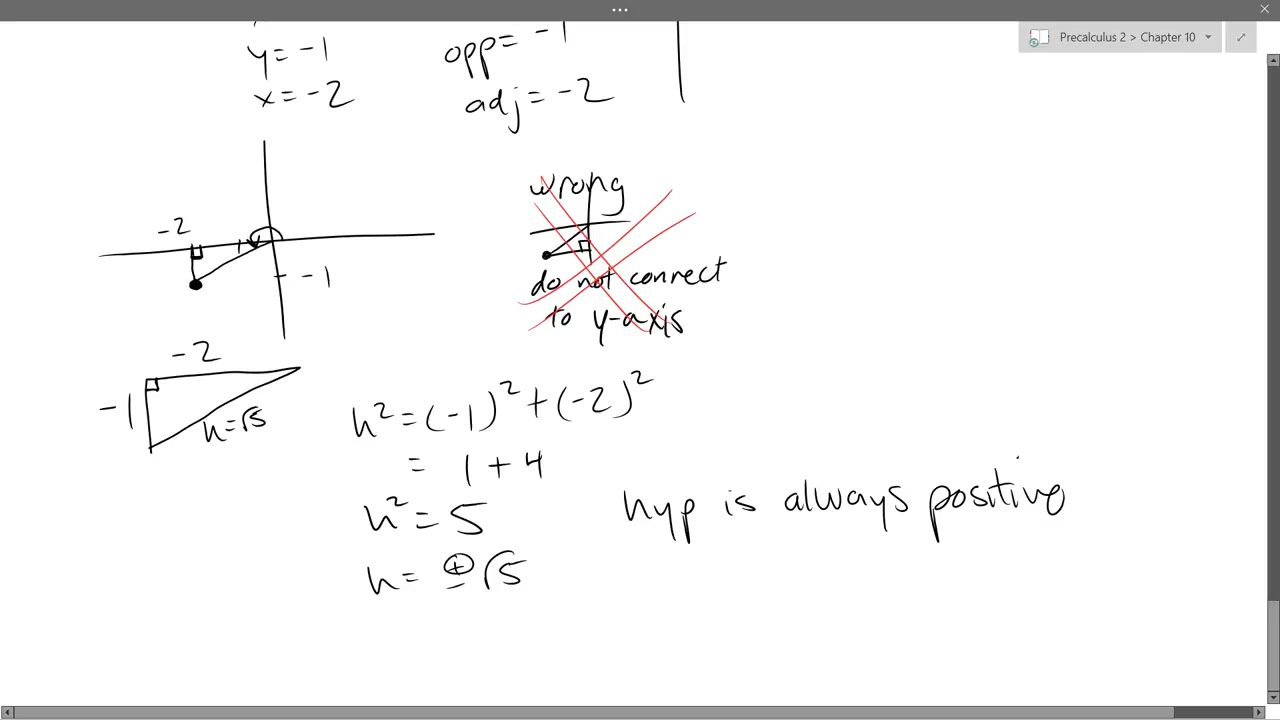 Precalculus 2 > Chapter 10
y = -1
opp = -1
x = -2
adj = -2
-2
-1
wrong
do not connect
to y-axis
-2
-1
h=√5
h² = (-1)² + (-2)²
= 1 + 4
h² = 5
h = ±√5
hyp is always positive